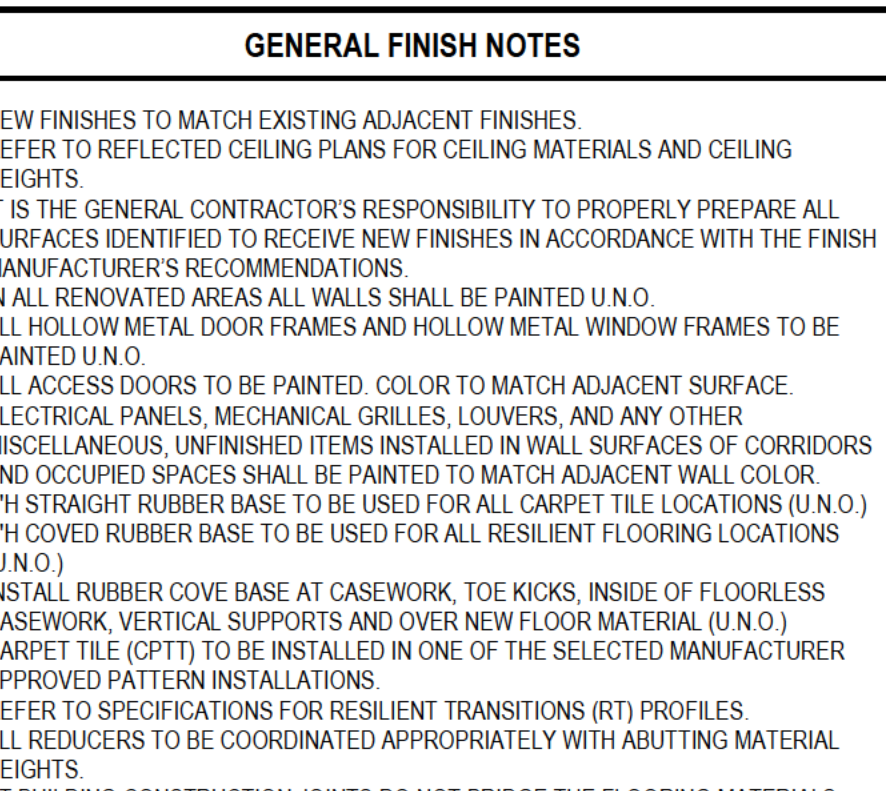 GENERAL FINISH NOTES
EW FINISHES TO MATCH EXISTING ADJACENT FINISHES.
EFER TO REFLECTED CEILING PLANS FOR CEILING MATERIALS AND CEILING
EIGHTS.
T IS THE GENERAL CONTRACTOR'S RESPONSIBILITY TO PROPERLY PREPARE ALL
URFACES IDENTIFIED TO RECEIVE NEW FINISHES IN ACCORDANCE WITH THE FINISH
MANUFACTURER'S RECOMMENDATIONS.
N ALL RENOVATED AREAS ALL WALLS SHALL BE PAINTED U.N.O.
LL HOLLOW METAL DOOR FRAMES AND HOLLOW METAL WINDOW FRAMES TO BE
AINTED U.N.O.
LL ACCESS DOORS TO BE PAINTED. COLOR TO MATCH ADJACENT SURFACE.
LECTRICAL PANELS, MECHANICAL GRILLES, LOUVERS, AND ANY OTHER
MISCELLANEOUS, UNFINISHED ITEMS INSTALLED IN WALL SURFACES OF CORRIDORS
ND OCCUPIED SPACES SHALL BE PAINTED TO MATCH ADJACENT WALL COLOR.
"H STRAIGHT RUBBER BASE TO BE USED FOR ALL CARPET TILE LOCATIONS (U.N.O.)
"H COVED RUBBER BASE TO BE USED FOR ALL RESILIENT FLOORING LOCATIONS
U.N.O.)
NSTALL RUBBER COVE BASE AT CASEWORK, TOE KICKS, INSIDE OF FLOORLESS
ASEWORK, VERTICAL SUPPORTS AND OVER NEW FLOOR MATERIAL (U.N.O.)
ARPET TILE (CPTT) TO BE INSTALLED IN ONE OF THE SELECTED MANUFACTURER
PPROVED PATTERN INSTALLATIONS.
EFER TO SPECIFICATIONS FOR RESILIENT TRANSITIONS (RT) PROFILES.
LL REDUCERS TO BE COORDINATED APPROPRIATELY WITH ABUTTING MATERIAL
EIGHTS.
T BUILDING CONSTRUCTION JOINTS DO NOT BRIDGE THE FLOORING MATERIALS